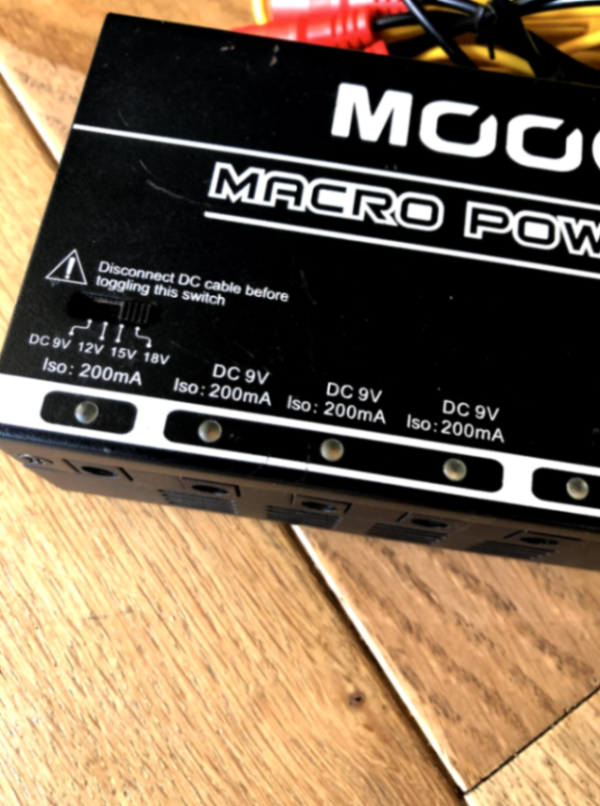 MOO
MACRO POW
Disconnect DC cable before
toggling this switch
DC 9V 12V 15V 18V
Iso: 200mA
DC 9V
Iso: 200mA
DC 9V
Iso: 200mA
DC 9V
Iso: 200mA